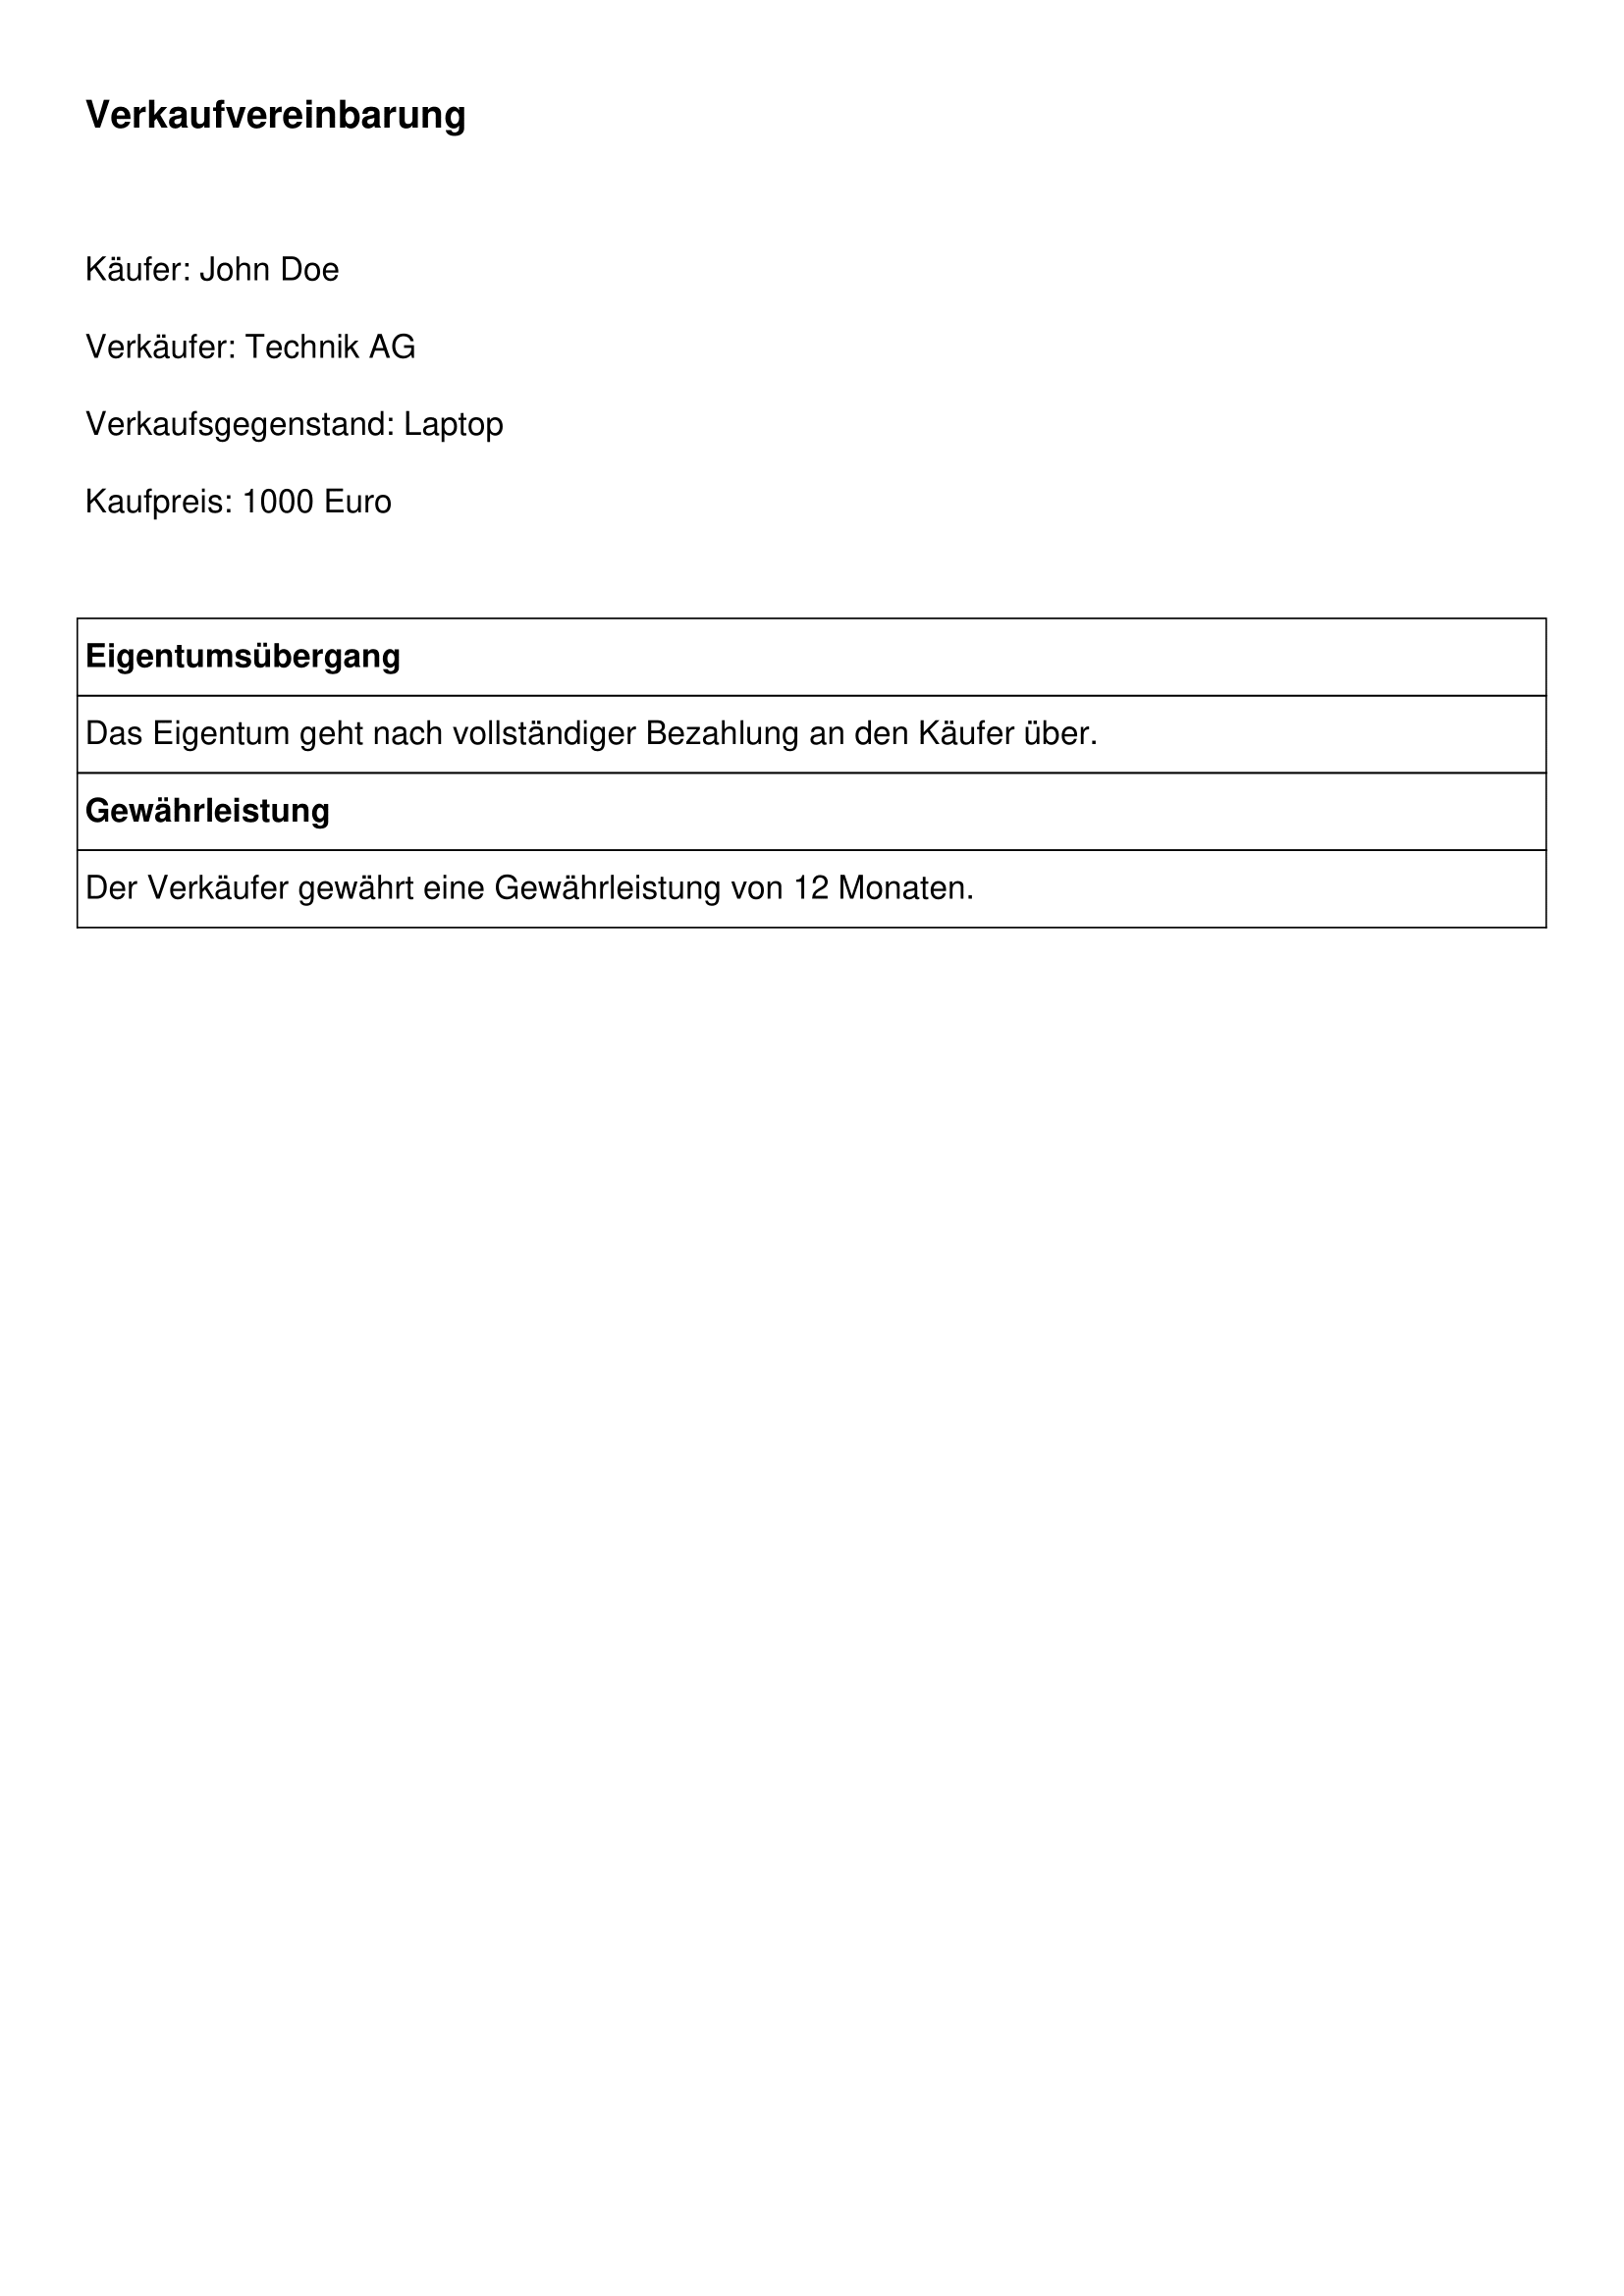 Verkaufvereinbarung
Käufer: John Doe
Verkäufer: Technik AG
Verkaufsgegenstand: Laptop
Kaufpreis: 1000 Euro
Eigentumsübergang
Das Eigentum geht nach vollständiger Bezahlung an den Käufer über.
Gewährleistung
Der Verkäufer gewährt eine Gewährleistung von 12 Monaten.